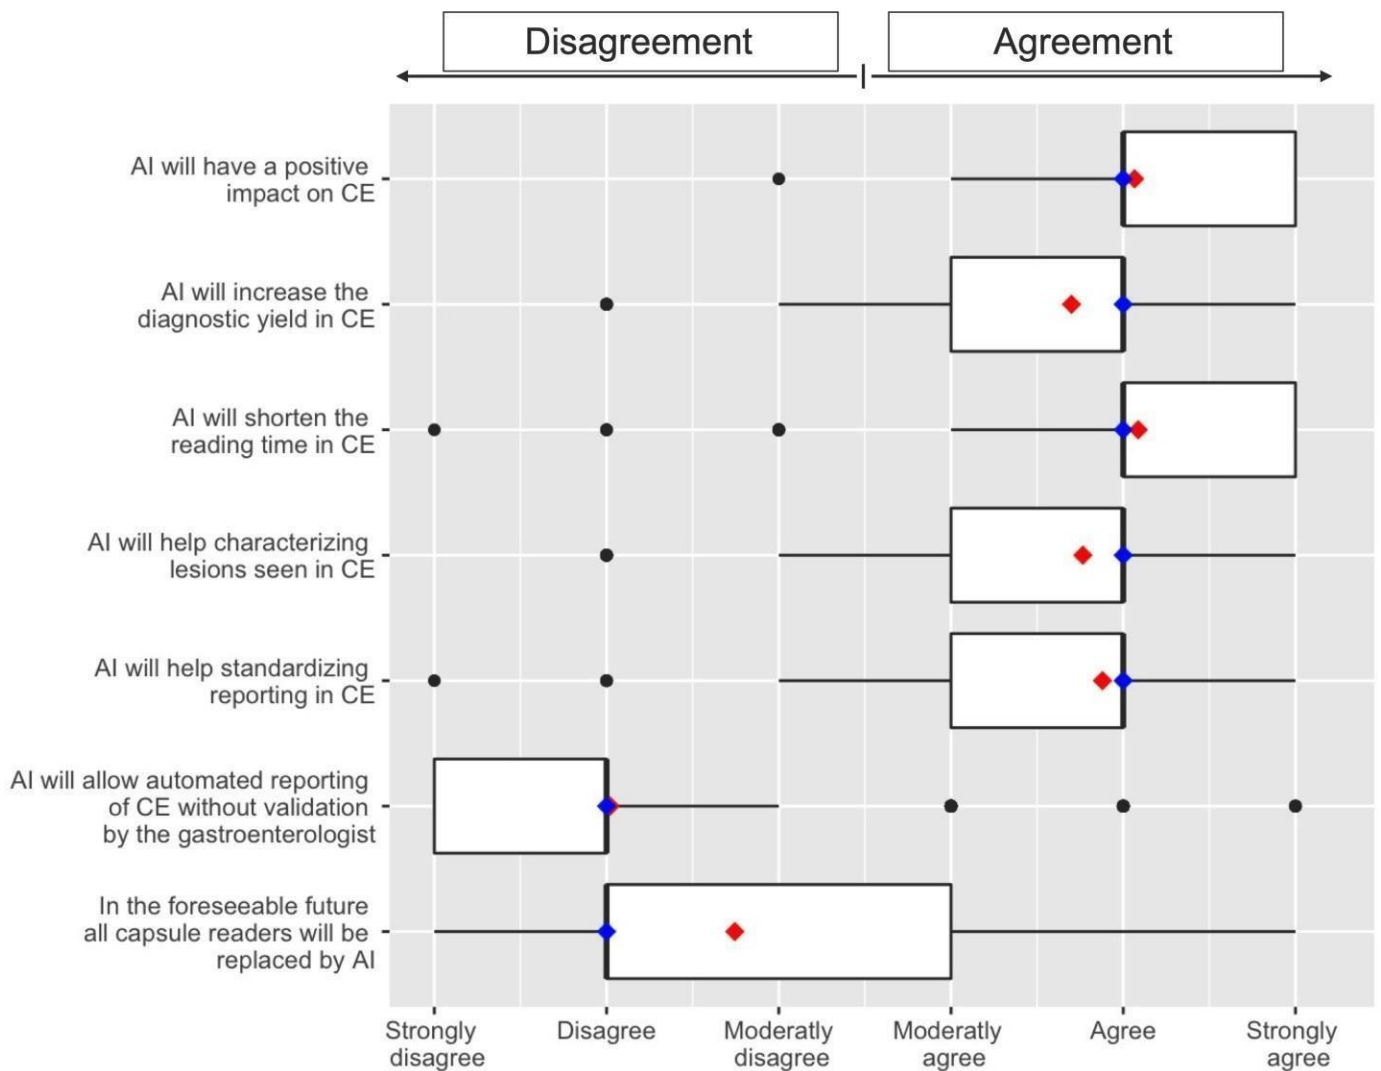 Disagreement
Agreement
AI will have a positive
impact on CE
AI will increase the
diagnostic yield in CE
AI will shorten the
reading time in CE
AI will help characterizing
lesions seen in CE
AI will help standardizing
reporting in CE
AI will allow automated reporting
of CE without validation
by the gastroenterologist
In the foreseeable future
all capsule readers will be
replaced by AI
Strongly
disagree
Disagree
Moderatly
disagree
Moderatly
agree
Agree
Strongly
agree